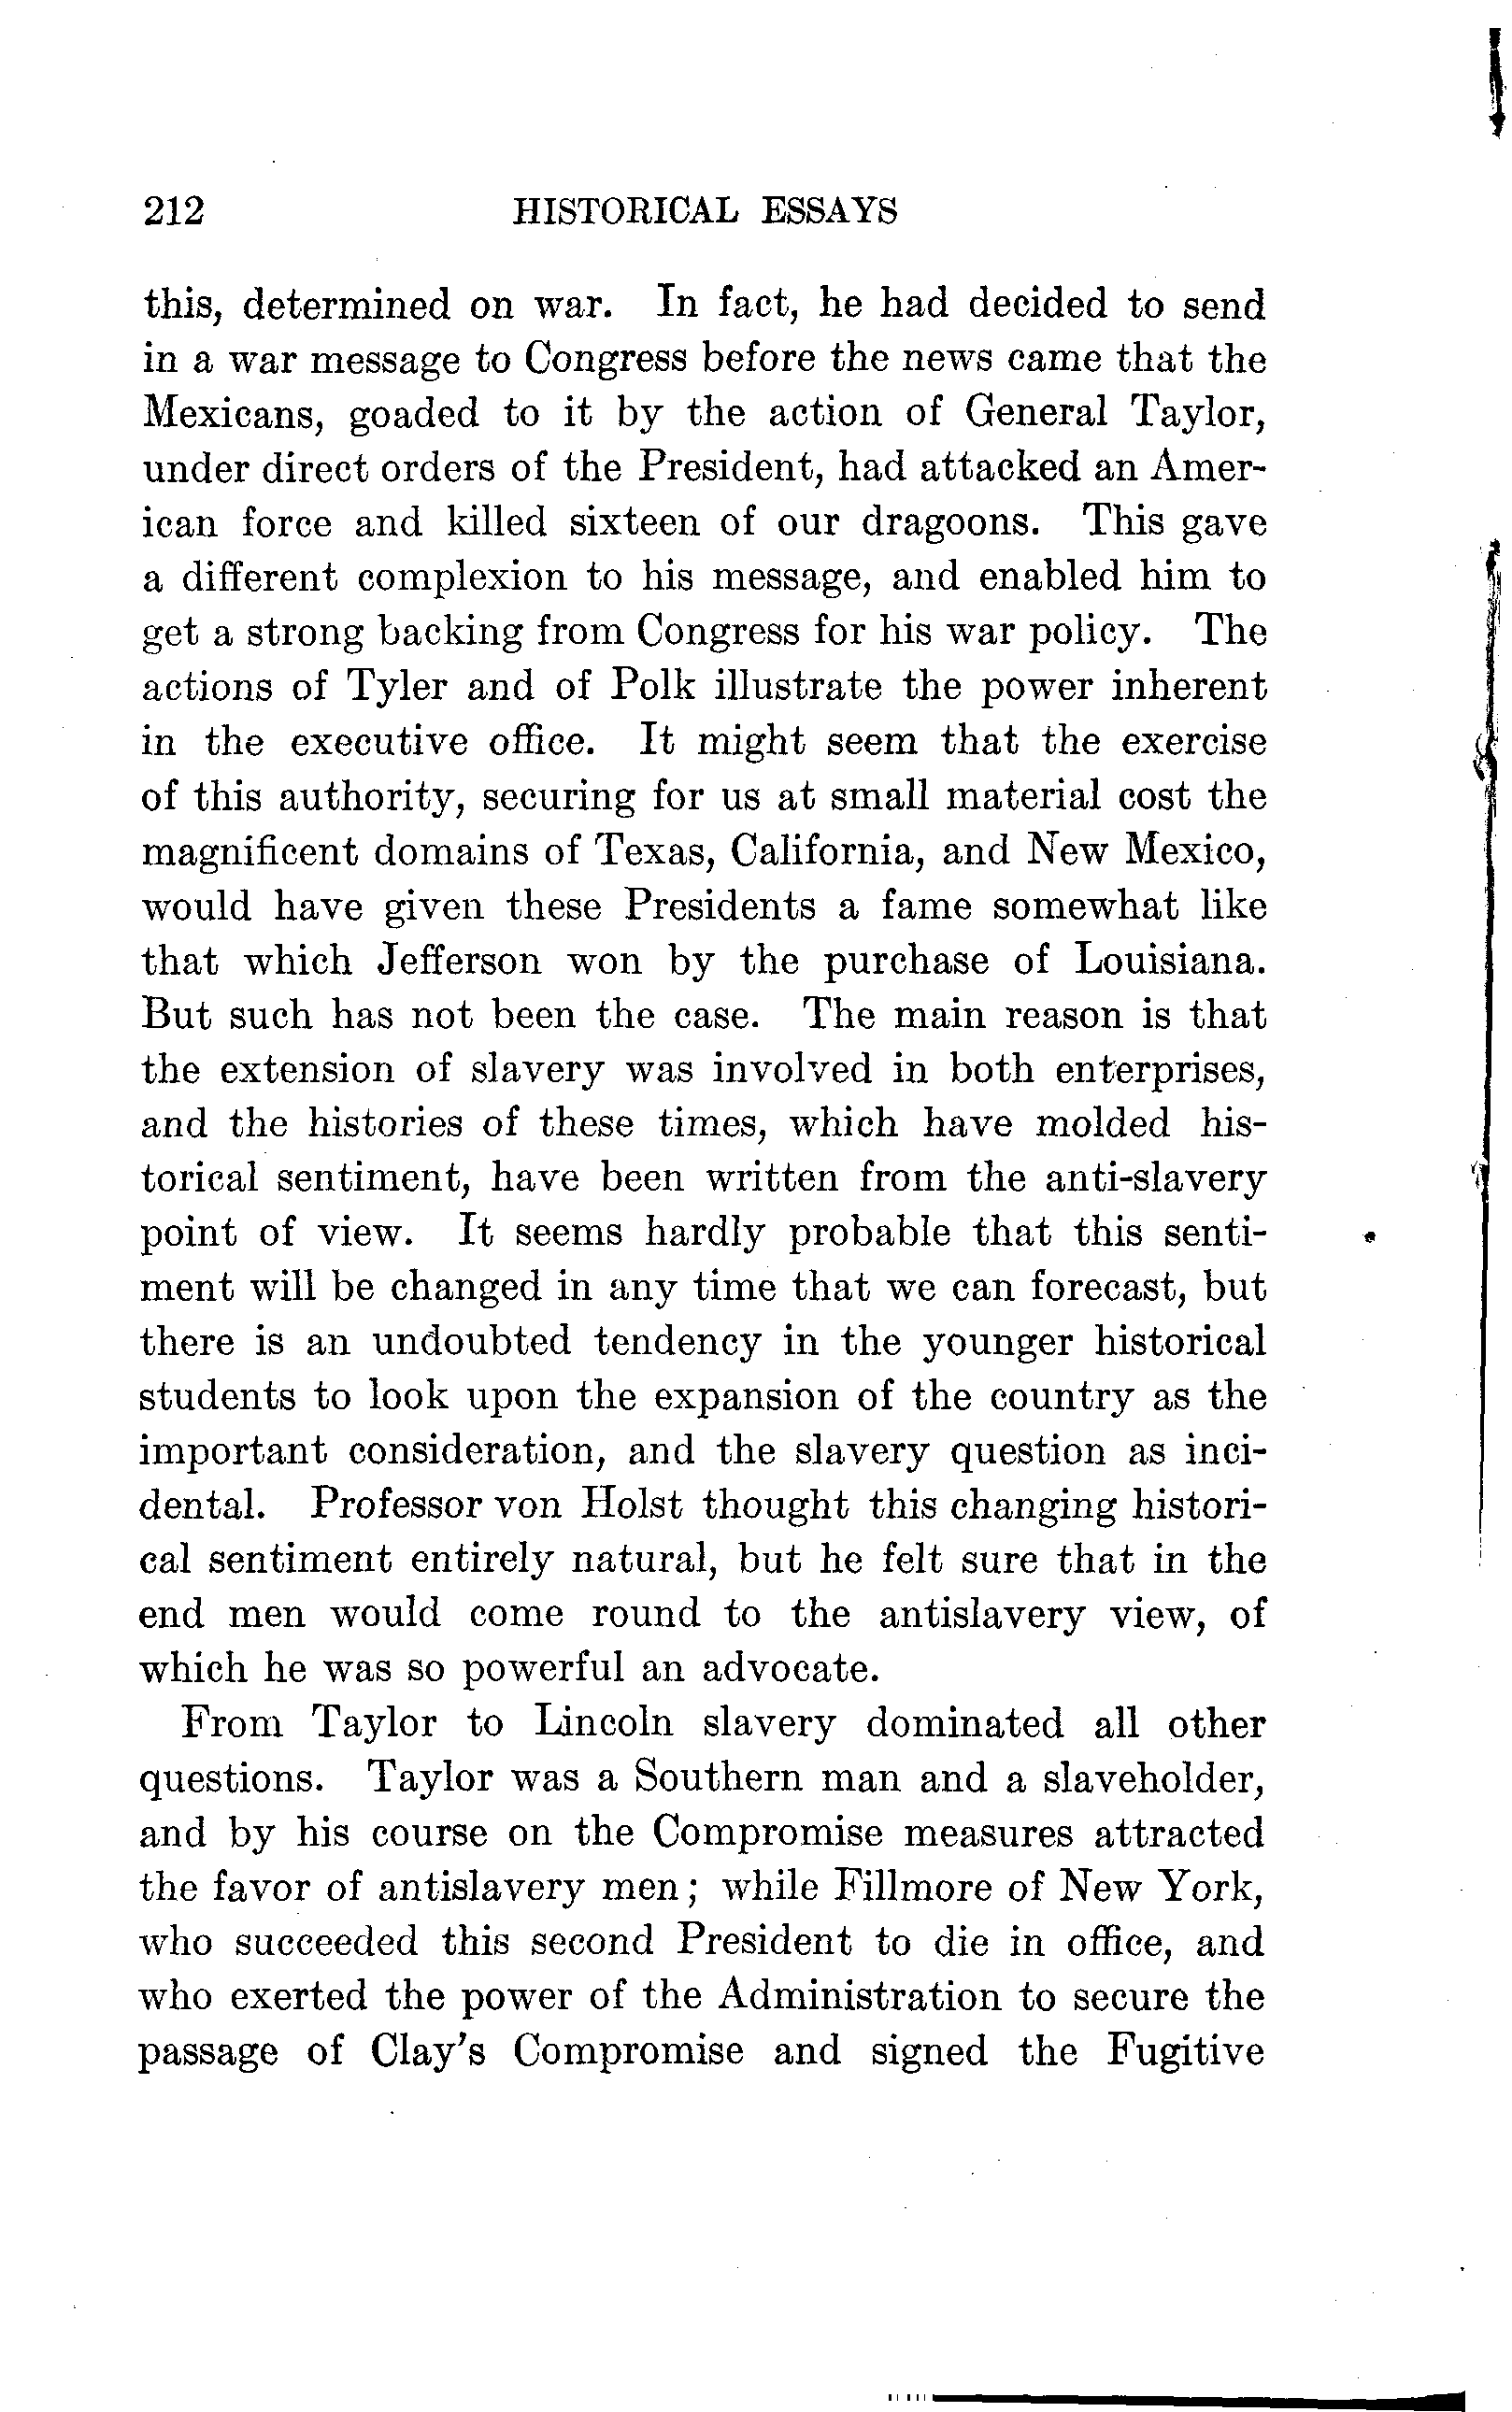 212 HISTORICAL ESSAYS
this, determined on war. In fact, he had decided to send
in a war message to Congress before the news came that the
Mexicans, goaded to it by the action of General Taylor,
under direct orders of the President, had attacked an Amer-
ican force and killed sixteen of our dragoons. This gave
a different complexion to his message, and enabled him to
get a strong backing from Congress for his war policy. The
actions of Tyler and of Polk illustrate the power inherent
in the executive office. It might seem that the exercise
of this authority, securing for us at small material cost the
magnificent domains of Texas, California, and New Mexico,
would have given these Presidents a fame somewhat like
that which Jefferson won by the purchase of Louisiana.
But such has not been the case. The main reason is that
the extension of slavery was involved in both enterprises,
and the histories of these times, which have molded his-
torical sentiment, have been written from the anti-slavery
point of view. It seems hardly probable that this senti-
ment will be changed in any time that we can forecast, but
there is an undoubted tendency in the younger historical
students to look upon the expansion of the country as the
important consideration, and the slavery question as inci-
dental. Professor von Holst thought this changing histori-
cal sentiment entirely natural, but he felt sure that in the
end men would come round to the antislavery view, of
which he was so powerful an advocate.
From Taylor to Lincoln slavery dominated all other
questions. Taylor was a Southern man and a slaveholder,
and by his course on the Compromise measures attracted
the favor of antislavery men; while Fillmore of New York,
who succeeded this second President to die in office, and
who exerted the power of the Administration to secure the
passage of Clay's Compromise and signed the Fugitive